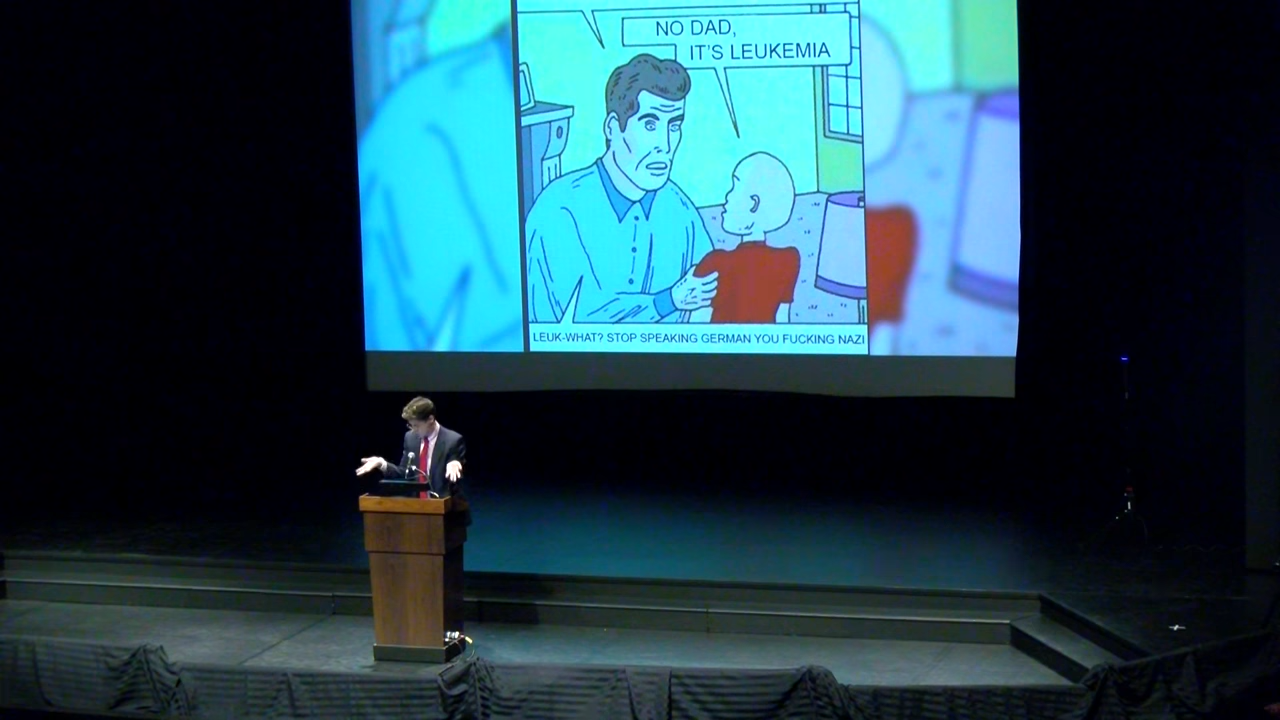 NO DAD,
IT'S LEUKEMIA
LEUK-WHAT? STOP SPEAKING GERMAN YOU FUCKING NAZI